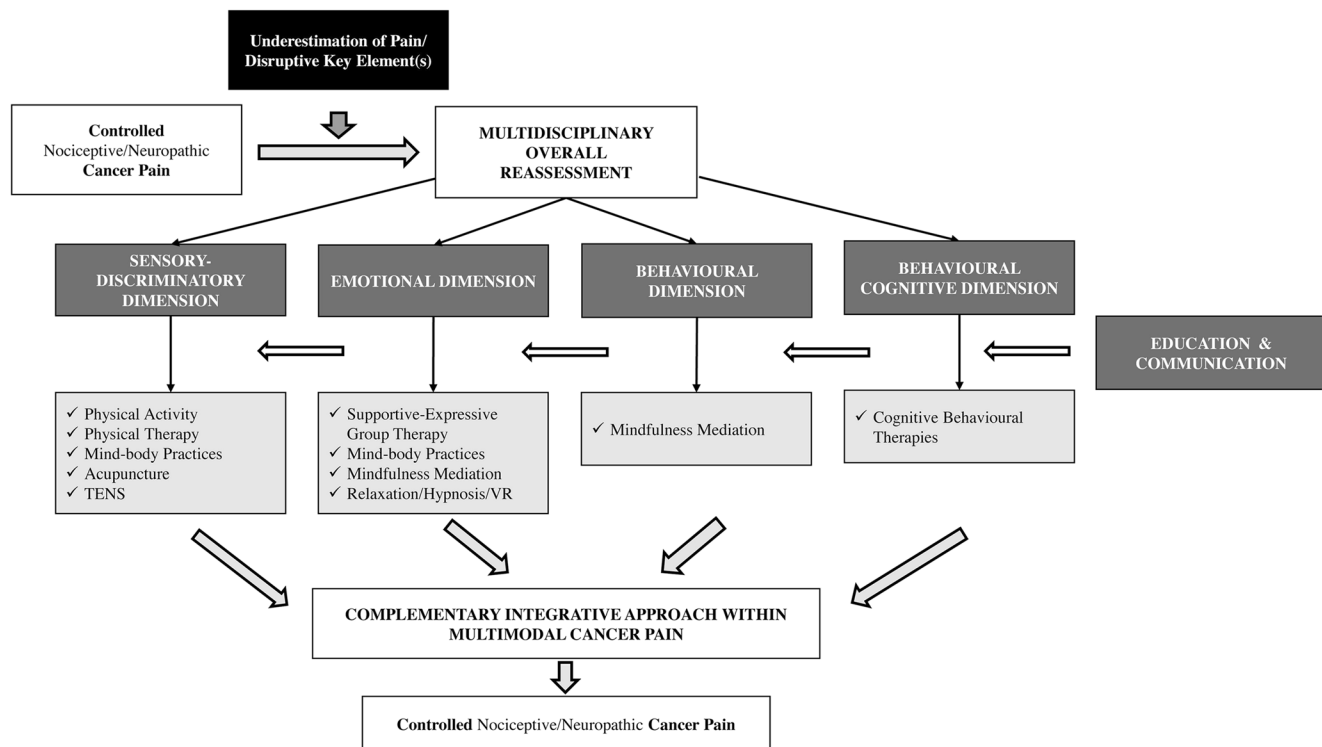 Underestimation of Pain/
Disruptive Key Element(s)
Controlled
Nociceptive/Neuropathic
Cancer Pain
MULTIDISCIPLINARY
OVERALL
REASSESSMENT
SENSORY-
DISCRIMINATORY
DIMENSION
EMOTIONAL DIMENSION
BEHAVIOURAL
DIMENSION
BEHAVIOURAL
COGNITIVE DIMENSION
EDUCATION &
COMMUNICATION
✓ Physical Activity
✓ Physical Therapy
✓ Mind-body Practices
✓ Acupuncture
✓ TENS
✓ Supportive-Expressive
Group Therapy
✓ Mind-body Practices
✓ Mindfulness Mediation
✓ Relaxation/Hypnosis/VR
✓ Mindfulness Mediation
✓ Cognitive Behavioural
Therapies
COMPLEMENTARY INTEGRATIVE APPROACH WITHIN
MULTIMODAL CANCER PAIN
Controlled Nociceptive/Neuropathic Cancer Pain